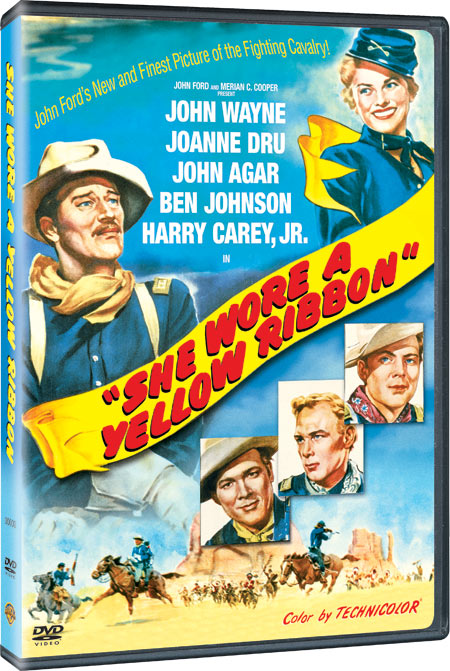 John Ford's New and Finest Picture of the Fighting Cavalry!
JOHN FORD AND MERIAN C. COOPER
PRESENT
JOHN WAYNE
JOANNE DRU
JOHN AGAR
BEN JOHNSON
HARRY CAREY, JR.
IN
"SHE WORE A
YELLOW RIBBON"
Color by TECHNICOLOR
DVD
VIDEO
SHE WORE A YELLOW RIBBON
DVD
VIDEO